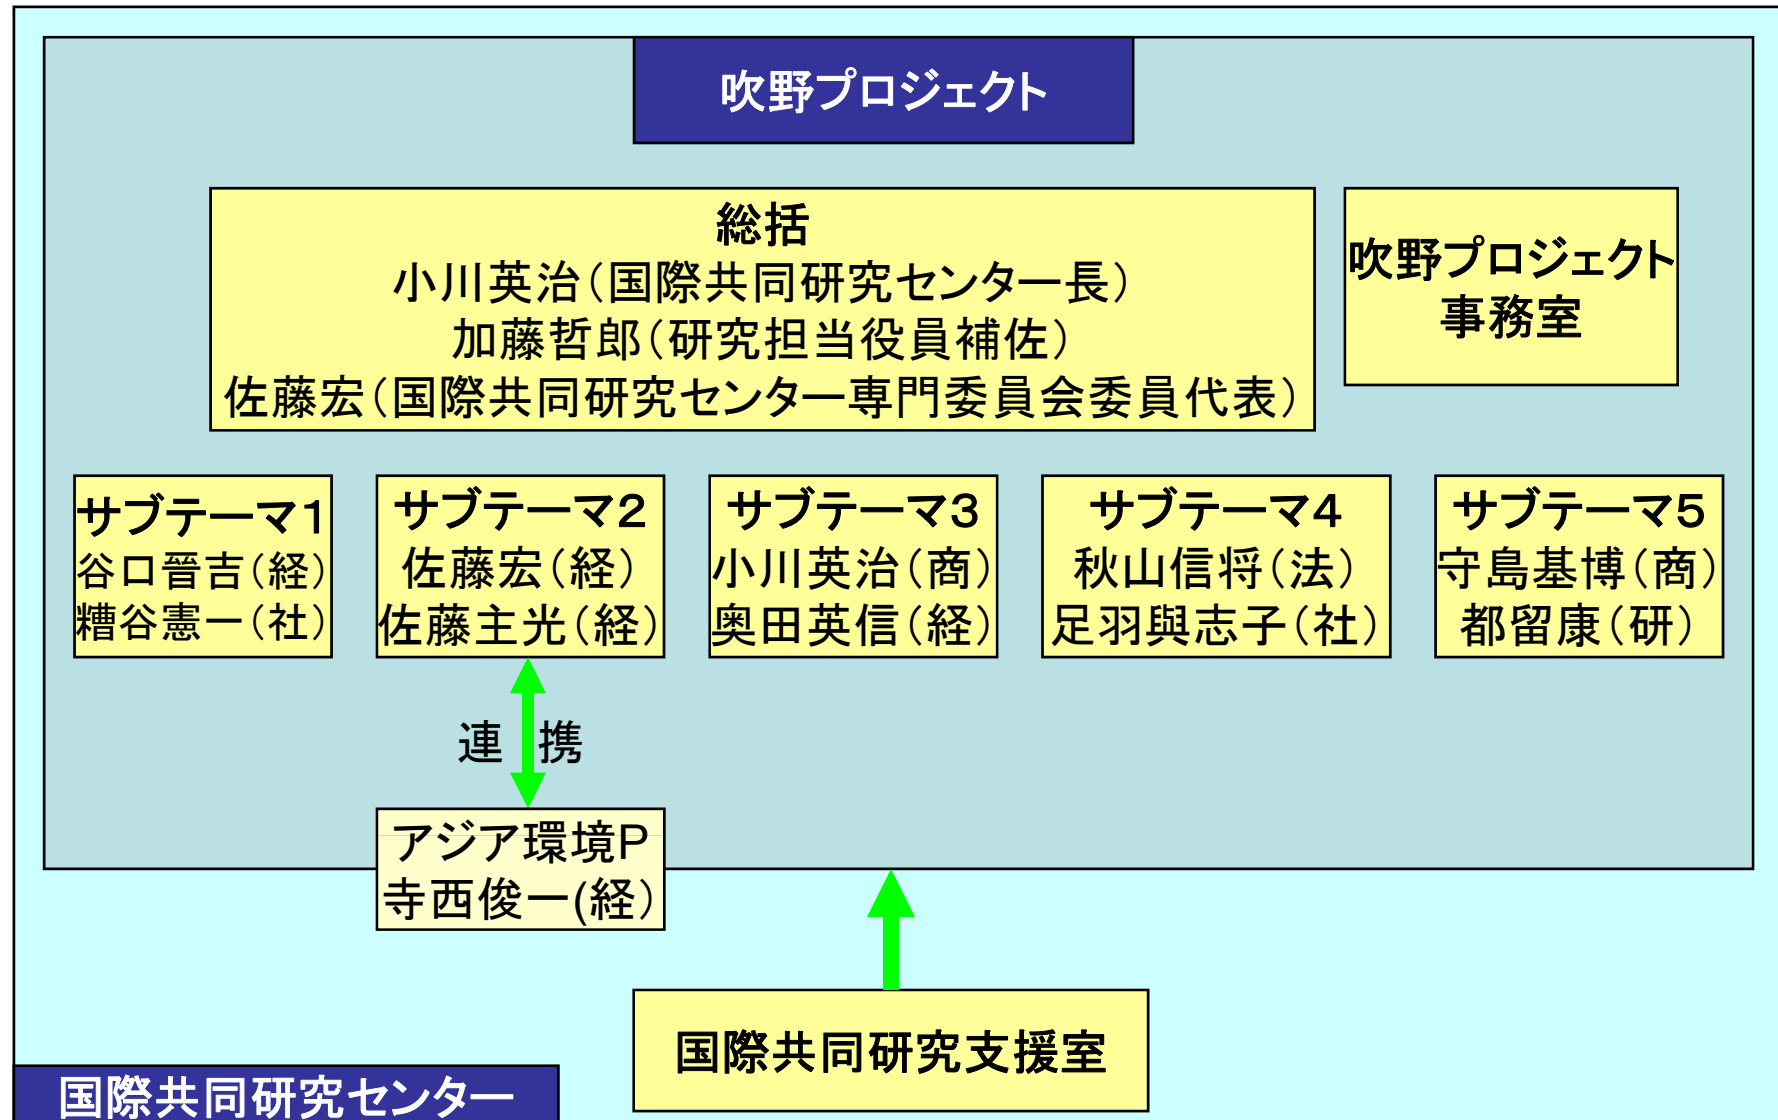 吹野プロジェクト
総括
小川英治（国際共同研究センター長）
加藤哲郎（研究担当役員補佐）
佐藤宏（国際共同研究センター専門委員会委員代表）
吹野プロジェクト
事務室
サブテーマ1
谷口晉吉（経）
糟谷憲一（社）
サブテーマ2
佐藤宏（経）
佐藤主光（経）
サブテーマ3
小川英治（商）
奥田英信（経）
サブテーマ4
秋山信将（法）
足羽與志子（社）
サブテーマ5
守島基博（商）
都留康（研）
連 携
アジア環境P
寺西俊一(経）
国際共同研究支援室
国際共同研究センター